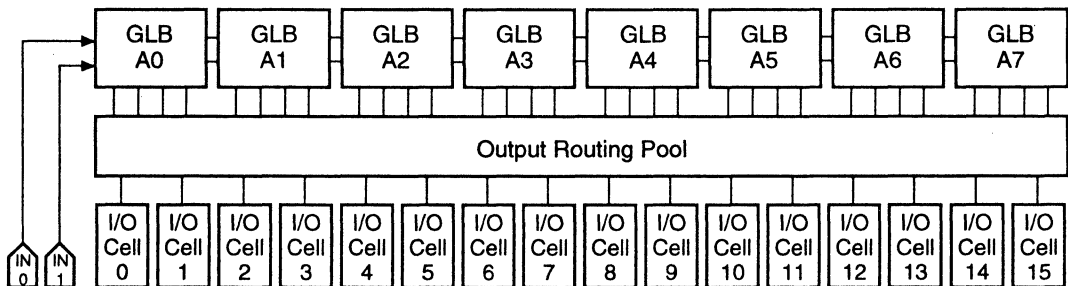 GLB A0
GLB A1
GLB A2
GLB A3
GLB A4
GLB A5
GLB A6
GLB A7
Output Routing Pool
I/O Cell 0
I/O Cell 1
I/O Cell 2
I/O Cell 3
I/O Cell 4
I/O Cell 5
I/O Cell 6
I/O Cell 7
I/O Cell 8
I/O Cell 9
I/O Cell 10
I/O Cell 11
I/O Cell 12
I/O Cell 13
I/O Cell 14
I/O Cell 15
IN 0
IN 1